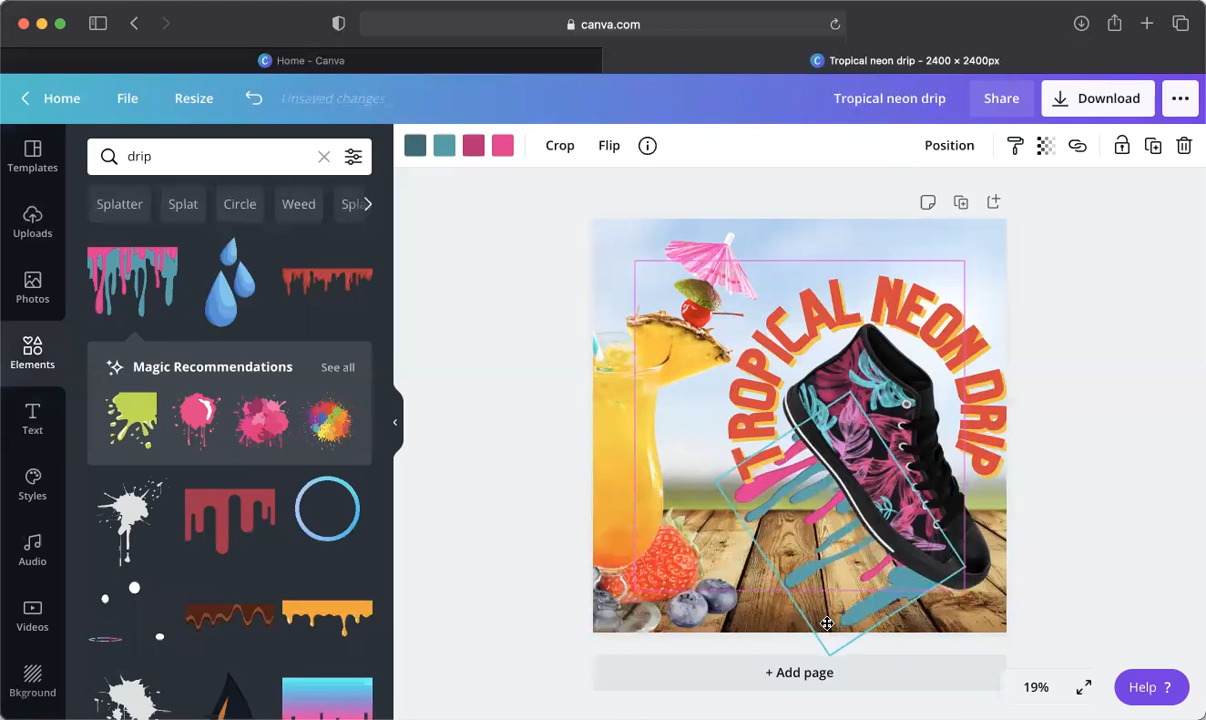 canva.com
Home - Canva
Tropical neon drip - 2400 × 2400px
Home
File
Resize
Unsaved changes
Tropical neon drip
Share
Download
Templates
Uploads
Photos
Elements
Text
Styles
Audio
Videos
Bkground
drip
Splatter
Splat
Circle
Weed
Magic Recommendations
See all
Crop
Flip
Position
TROPICAL NEON DRIP
+ Add page
19%
Help ?